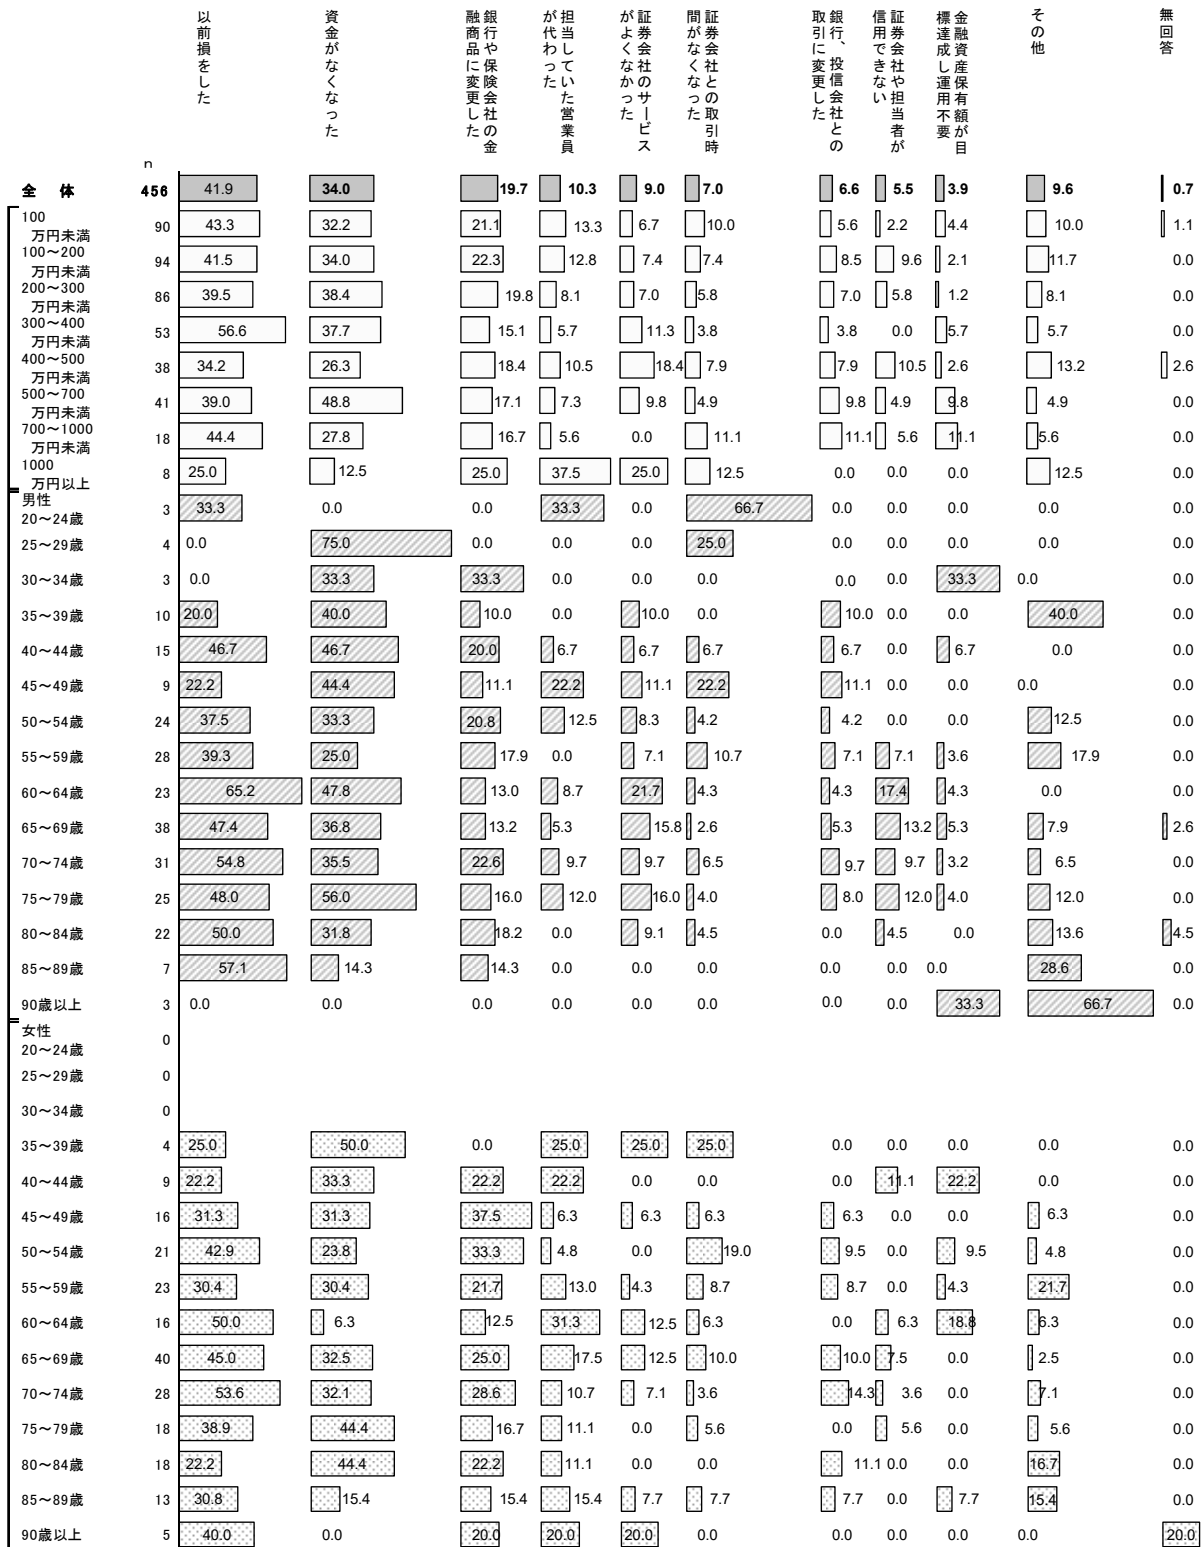 以前損をした
資金がなくなった
銀行や保険会社の金
融商品に変更した
担当していた営業員
が代わった
証券会社のサービス
がよくなかった
証券会社との取引時
間がなくなった
銀行、投信会社との
取引に変更した
証券会社や担当者が
信用できない
金融資産保有額が目
標達成し運用不要
その他
無回答
n
全 体 456 41.9 34.0 19.7 10.3 9.0 7.0 6.6 5.5 3.9 9.6 0.7
100
万円未満 90 43.3 32.2 21.1 13.3 6.7 10.0 5.6 2.2 4.4 10.0 1.1
100～200
万円未満 94 41.5 34.0 22.3 12.8 7.4 7.4 8.5 9.6 2.1 11.7 0.0
200～300
万円未満 86 39.5 38.4 19.8 8.1 7.0 5.8 7.0 5.8 1.2 8.1 0.0
300～400
万円未満 53 56.6 37.7 15.1 5.7 11.3 3.8 3.8 0.0 5.7 5.7 0.0
400～500
万円未満 38 34.2 26.3 18.4 10.5 18.4 7.9 7.9 10.5 2.6 13.2 2.6
500～700
万円未満 41 39.0 48.8 17.1 7.3 9.8 4.9 9.8 4.9 9.8 4.9 0.0
700～1000
万円未満 18 44.4 27.8 16.7 5.6 0.0 11.1 11.1 5.6 11.1 5.6 0.0
1000
万円以上 8 25.0 12.5 25.0 37.5 25.0 12.5 0.0 0.0 0.0 12.5 0.0
男性
20～24歳 3 33.3 0.0 0.0 33.3 0.0 66.7 0.0 0.0 0.0 0.0 0.0
25～29歳 4 0.0 75.0 0.0 0.0 0.0 25.0 0.0 0.0 0.0 0.0 0.0
30～34歳 3 0.0 33.3 33.3 0.0 0.0 0.0 0.0 0.0 33.3 0.0 0.0
35～39歳 10 20.0 40.0 10.0 0.0 10.0 0.0 10.0 0.0 0.0 40.0 0.0
40～44歳 15 46.7 46.7 20.0 6.7 6.7 6.7 6.7 0.0 6.7 0.0 0.0
45～49歳 9 22.2 44.4 11.1 22.2 11.1 22.2 11.1 0.0 0.0 0.0 0.0
50～54歳 24 37.5 33.3 20.8 12.5 8.3 4.2 4.2 0.0 0.0 12.5 0.0
55～59歳 28 39.3 25.0 17.9 0.0 7.1 10.7 7.1 7.1 3.6 17.9 0.0
60～64歳 23 65.2 47.8 13.0 8.7 21.7 4.3 4.3 17.4 4.3 0.0 0.0
65～69歳 38 47.4 36.8 13.2 5.3 15.8 2.6 5.3 13.2 5.3 7.9 2.6
70～74歳 31 54.8 35.5 22.6 9.7 9.7 6.5 9.7 9.7 3.2 6.5 0.0
75～79歳 25 48.0 56.0 16.0 12.0 16.0 4.0 8.0 12.0 4.0 12.0 0.0
80～84歳 22 50.0 31.8 18.2 0.0 9.1 4.5 0.0 4.5 0.0 13.6 4.5
85～89歳 7 57.1 14.3 14.3 0.0 0.0 0.0 0.0 0.0 0.0 28.6 0.0
90歳以上 3 0.0 0.0 0.0 0.0 0.0 0.0 0.0 0.0 33.3 66.7 0.0
女性
20～24歳 0
25～29歳 0
30～34歳 0
35～39歳 4 25.0 50.0 0.0 25.0 25.0 25.0 0.0 0.0 0.0 0.0 0.0
40～44歳 9 22.2 33.3 22.2 22.2 0.0 0.0 0.0 11.1 22.2 0.0 0.0
45～49歳 16 31.3 31.3 37.5 6.3 6.3 6.3 6.3 0.0 0.0 6.3 0.0
50～54歳 21 42.9 23.8 33.3 4.8 0.0 19.0 9.5 0.0 9.5 4.8 0.0
55～59歳 23 30.4 30.4 21.7 13.0 4.3 8.7 8.7 0.0 4.3 21.7 0.0
60～64歳 16 50.0 6.3 12.5 31.3 12.5 6.3 0.0 6.3 18.8 6.3 0.0
65～69歳 40 45.0 32.5 25.0 17.5 12.5 10.0 10.0 7.5 0.0 2.5 0.0
70～74歳 28 53.6 32.1 28.6 10.7 7.1 3.6 14.3 3.6 0.0 7.1 0.0
75～79歳 18 38.9 44.4 16.7 11.1 0.0 5.6 0.0 5.6 0.0 5.6 0.0
80～84歳 18 22.2 44.4 22.2 11.1 0.0 0.0 11.1 0.0 0.0 16.7 0.0
85～89歳 13 30.8 15.4 15.4 15.4 7.7 7.7 7.7 0.0 7.7 15.4 0.0
90歳以上 5 40.0 0.0 20.0 20.0 20.0 0.0 0.0 0.0 0.0 0.0 20.0